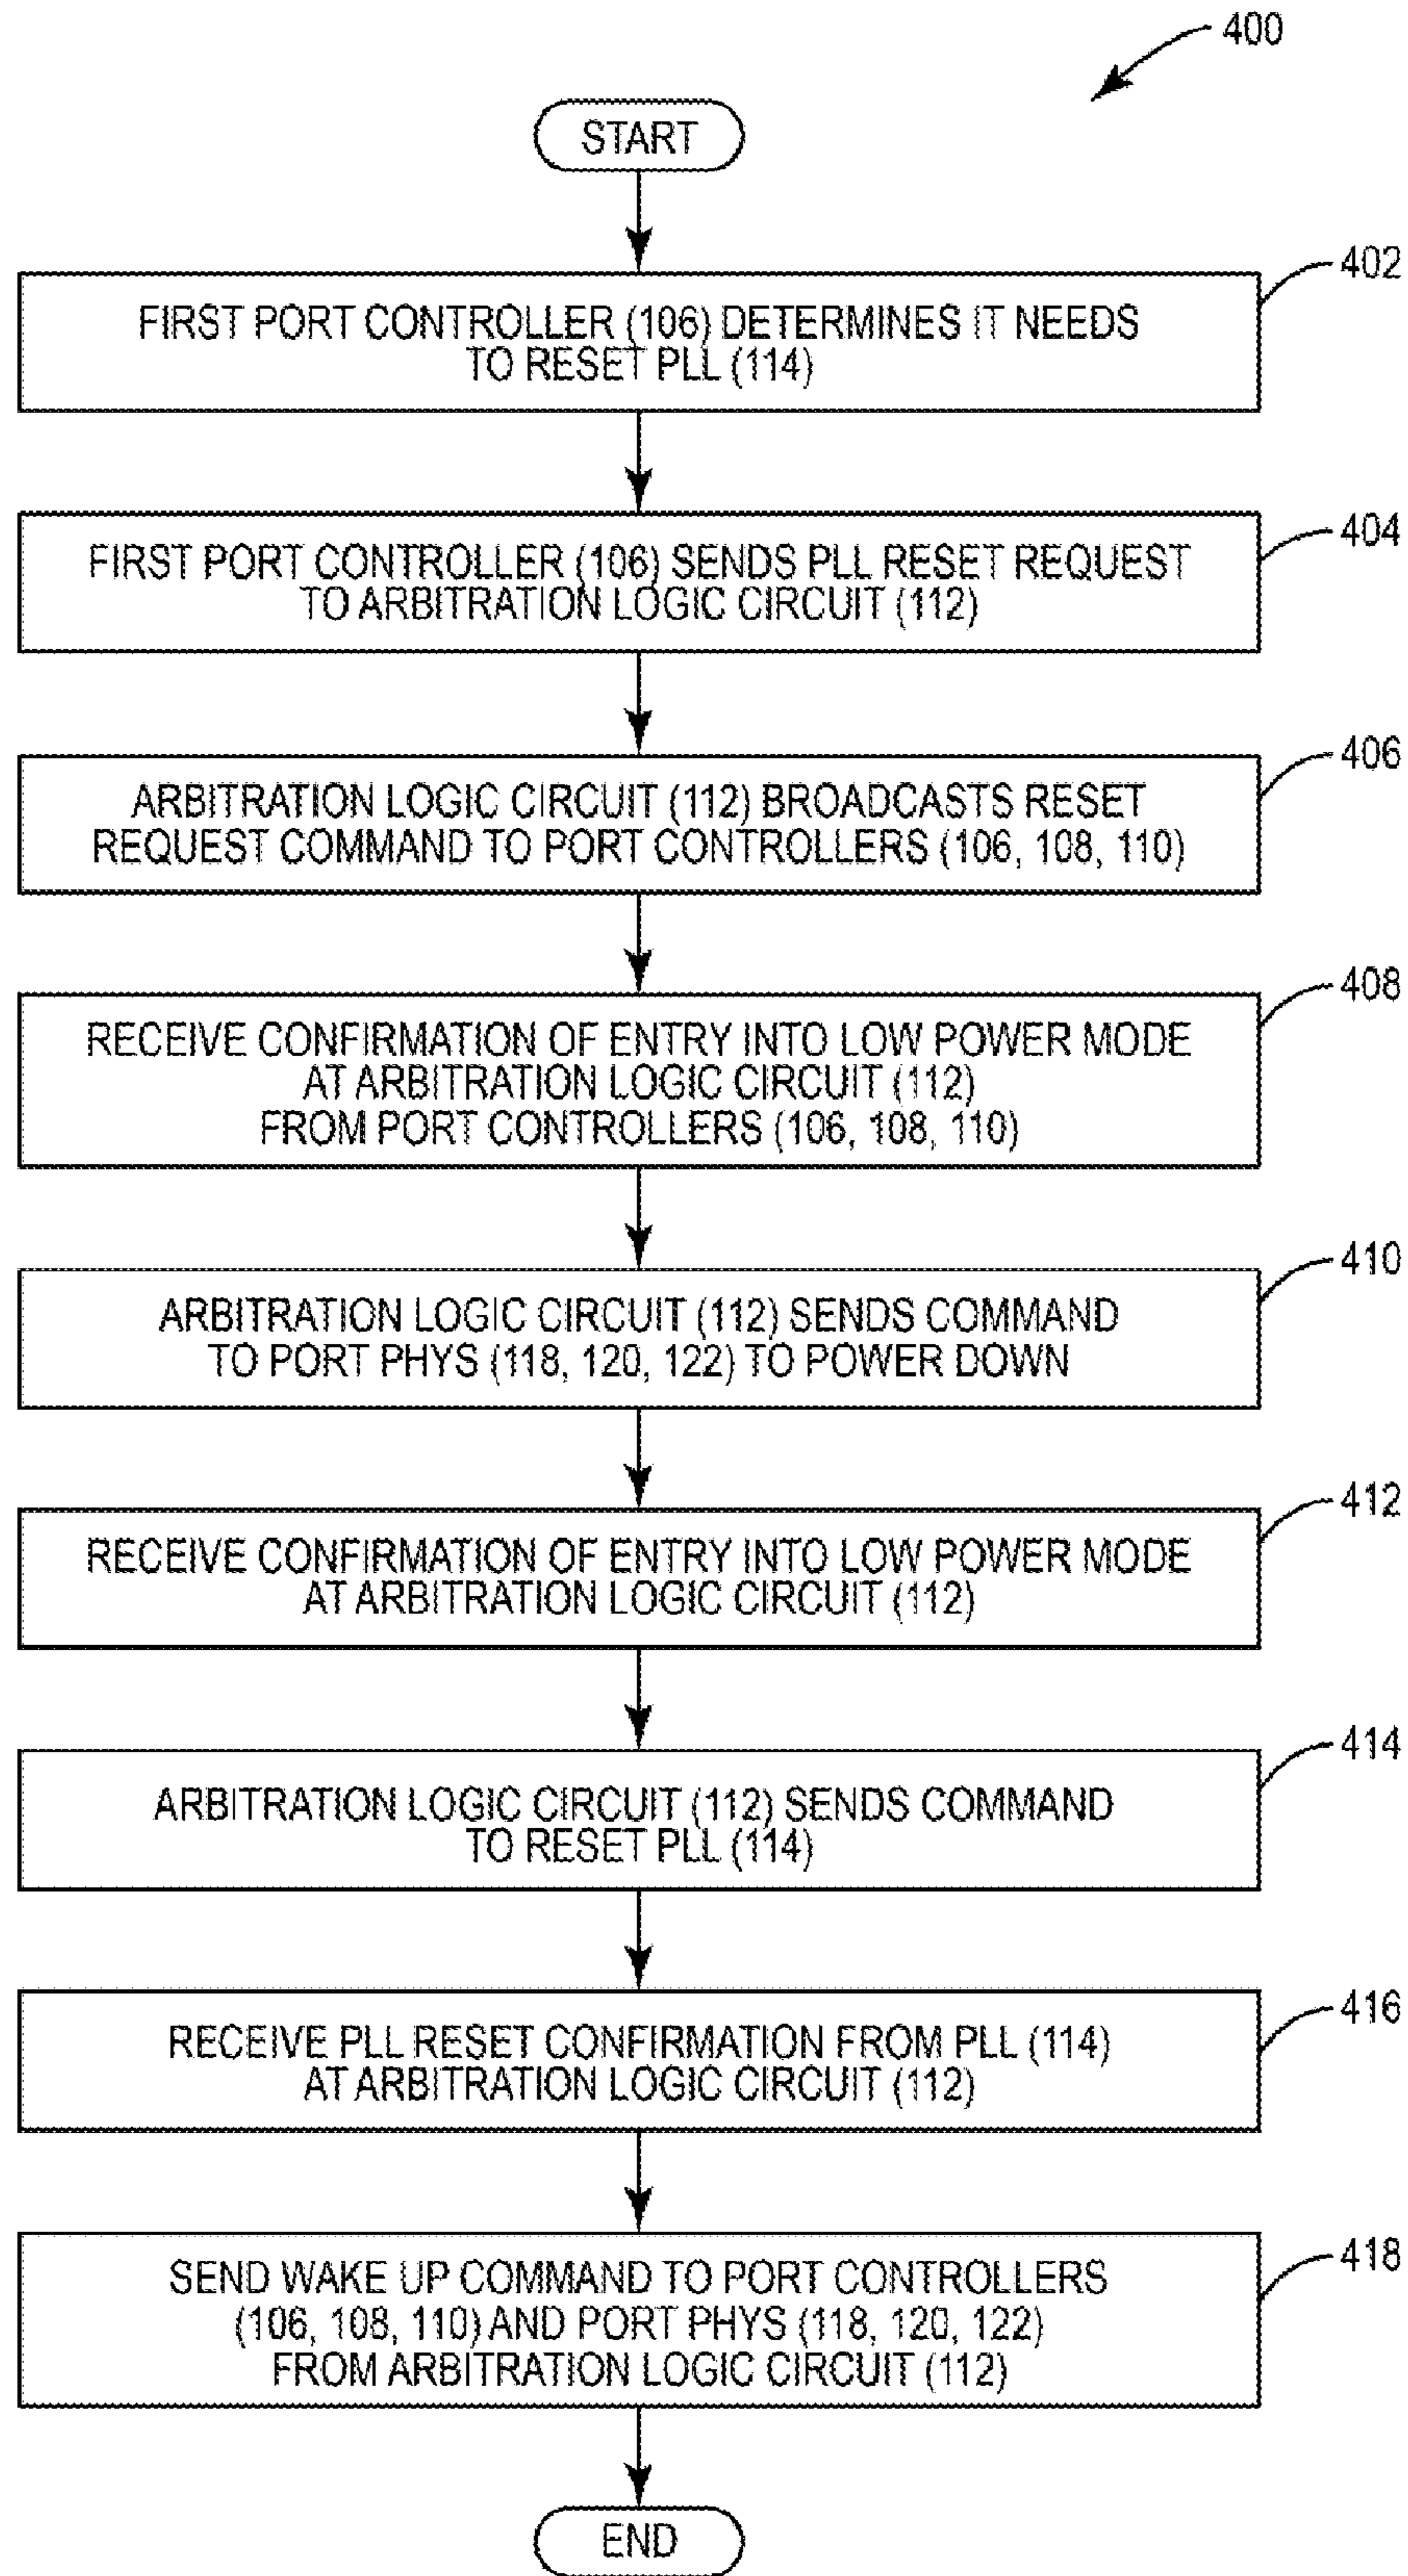 400
START
402
FIRST PORT CONTROLLER (106) DETERMINES IT NEEDS
TO RESET PLL (114)
404
FIRST PORT CONTROLLER (106) SENDS PLL RESET REQUEST
TO ARBITRATION LOGIC CIRCUIT (112)
406
ARBITRATION LOGIC CIRCUIT (112) BROADCASTS RESET
REQUEST COMMAND TO PORT CONTROLLERS (106, 108, 110)
408
RECEIVE CONFIRMATION OF ENTRY INTO LOW POWER MODE
AT ARBITRATION LOGIC CIRCUIT (112)
FROM PORT CONTROLLERS (106, 108, 110)
410
ARBITRATION LOGIC CIRCUIT (112) SENDS COMMAND
TO PORT PHYS (118, 120, 122) TO POWER DOWN
412
RECEIVE CONFIRMATION OF ENTRY INTO LOW POWER MODE
AT ARBITRATION LOGIC CIRCUIT (112)
414
ARBITRATION LOGIC CIRCUIT (112) SENDS COMMAND
TO RESET PLL (114)
416
RECEIVE PLL RESET CONFIRMATION FROM PLL (114)
AT ARBITRATION LOGIC CIRCUIT (112)
418
SEND WAKE UP COMMAND TO PORT CONTROLLERS
(106, 108, 110) AND PORT PHYS (118, 120, 122)
FROM ARBITRATION LOGIC CIRCUIT (112)
END